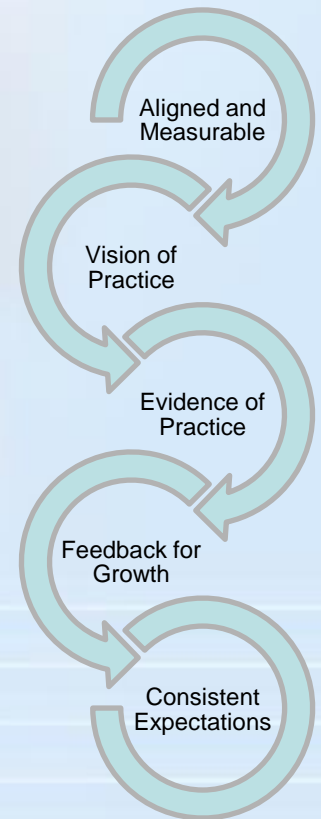 Aligned and
Measurable
Vision of
Practice
Evidence of
Practice
Feedback for
Growth
Consistent
Expectations